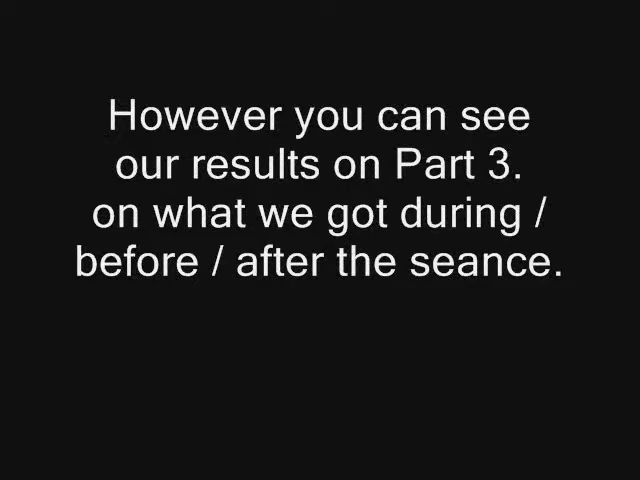 However you can see
our results on Part 3.
on what we got during /
before / after the seance.